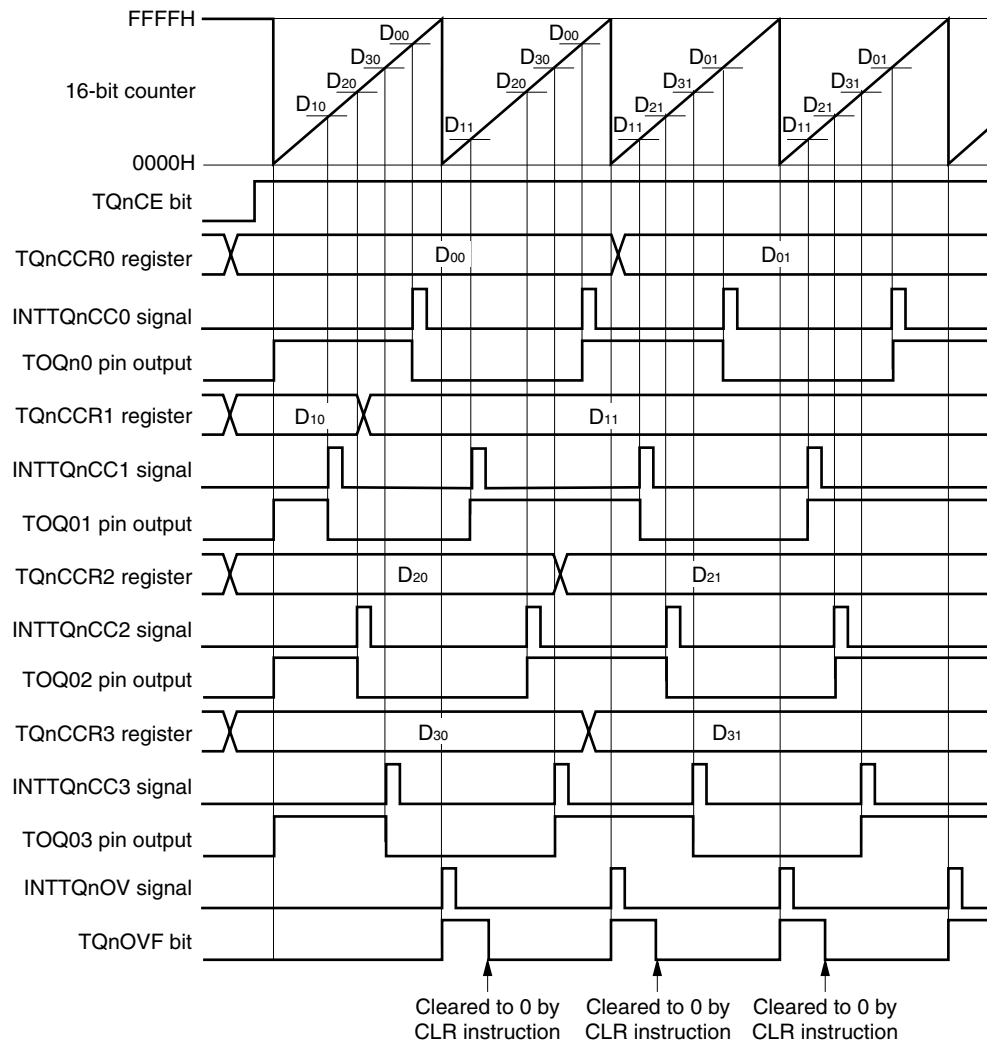 FFFFH
16-bit counter
0000H
D10 D20 D30 D00
D11 D20 D30 D00
D11 D21 D31 D01
D11 D21 D31 D01
TQnCE bit
TQnCCR0 register D00 D01
INTTQnCC0 signal
TOQn0 pin output
TQnCCR1 register D10 D11
INTTQnCC1 signal
TOQ01 pin output
TQnCCR2 register D20 D21
INTTQnCC2 signal
TOQ02 pin output
TQnCCR3 register D30 D31
INTTQnCC3 signal
TOQ03 pin output
INTTQnOV signal
TQnOVF bit
Cleared to 0 by
CLR instruction
Cleared to 0 by
CLR instruction
Cleared to 0 by
CLR instruction